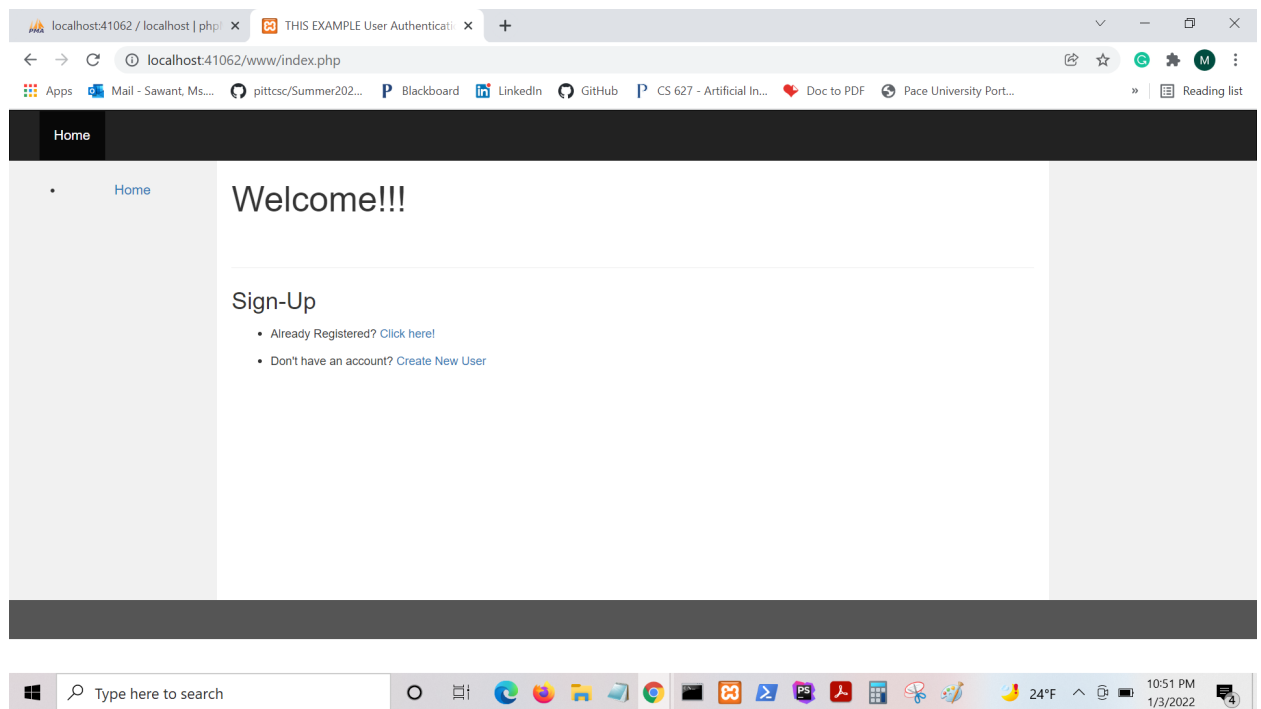 localhost:41062 / localhost | php
THIS EXAMPLE User Authenticati
localhost:41062/www/index.php
Apps Mail - Sawant, Ms.... pittcsc/Summer202... Blackboard LinkedIn GitHub CS 627 - Artificial In... Doc to PDF Pace University Port... » Reading list
Home
Home
Welcome!!!
Sign-Up
• Already Registered? Click here!
• Don't have an account? Create New User
Type here to search
24°F
10:51 PM
1/3/2022
4